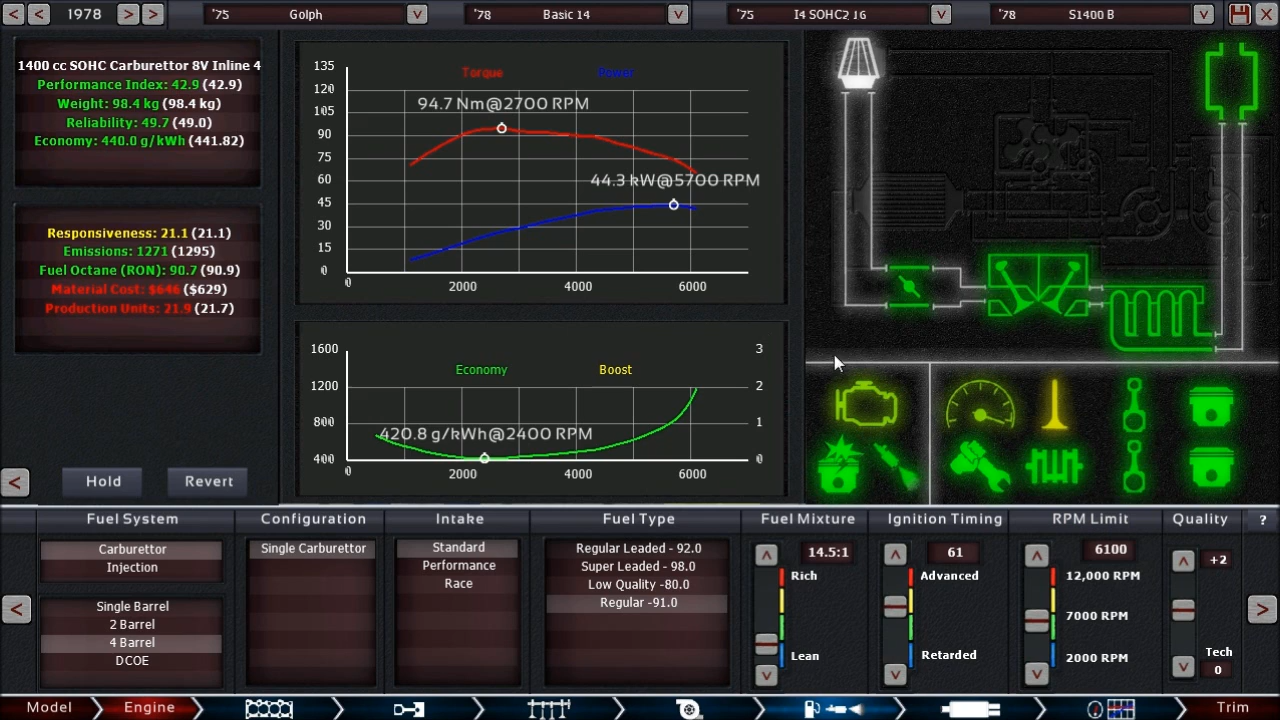 1978
'75 Golph
'78 Basic 14
'75 I4 SOHC2 16
'78 S1400 B
1400 cc SOHC Carburettor 8V Inline 4
Performance Index: 42.9 (42.9)
Weight: 98.4 kg (98.4 kg)
Reliability: 49.7 (49.0)
Economy: 440.0 g/kWh (441.82)
Responsiveness: 21.1 (21.1)
Emissions: 1271 (1295)
Fuel Octane (RON): 90.7 (90.9)
Material Cost: $646 ($629)
Production Units: 21.9 (21.7)
Hold
Revert
135
120
105
90
75
60
45
30
15
0
Torque
Power
94.7 Nm@2700 RPM
44.3 kW@5700 RPM
0
2000
4000
6000
1600
1200
800
400
3
2
1
0
Economy
Boost
420.8 g/kWh@2400 RPM
0
2000
4000
6000
Fuel System
Carburettor
Injection
Single Barrel
2 Barrel
4 Barrel
DCOE
Configuration
Single Carburettor
Intake
Standard
Performance
Race
Fuel Type
Regular Leaded - 92.0
Super Leaded - 98.0
Low Quality -80.0
Regular -91.0
Fuel Mixture
14.5:1
Rich
Lean
Ignition Timing
61
Advanced
Retarded
RPM Limit
6100
12,000 RPM
7000 RPM
2000 RPM
Quality
+2
Tech
0
?
Model
Engine
Trim